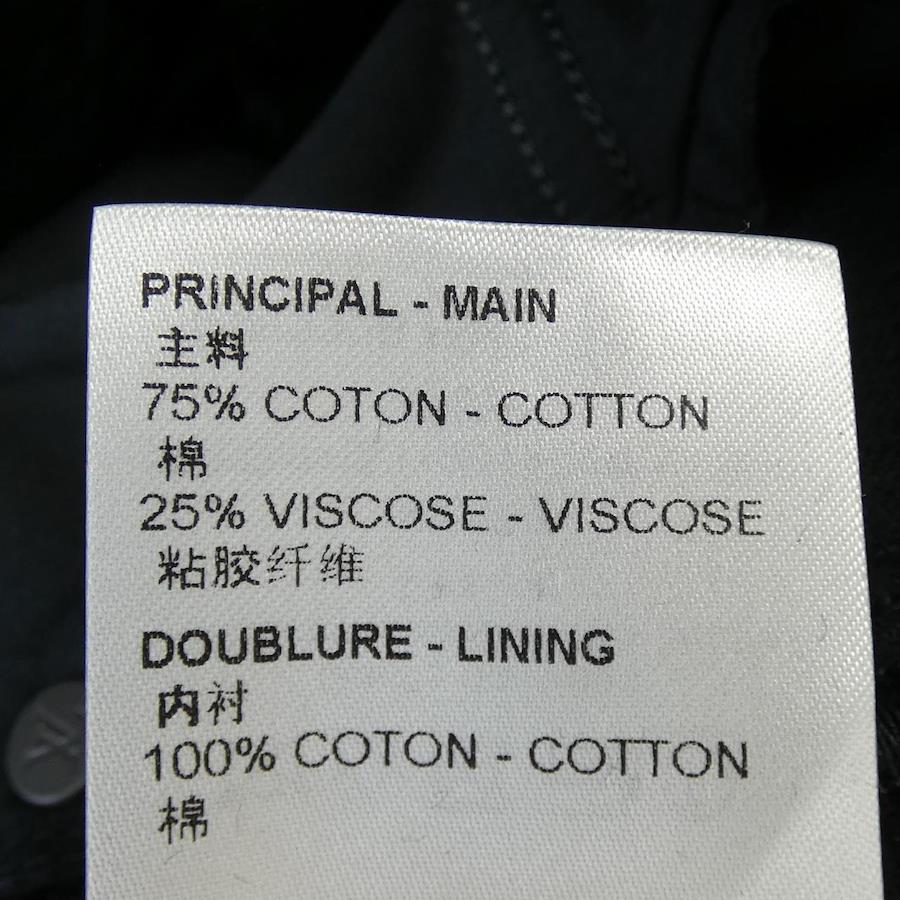 PRINCIPAL - MAIN
主料
75% COTON - COTTON
棉
25% VISCOSE - VISCOSE
粘胶纤维
DOUBLURE - LINING
内衬
100% COTON - COTTON
棉